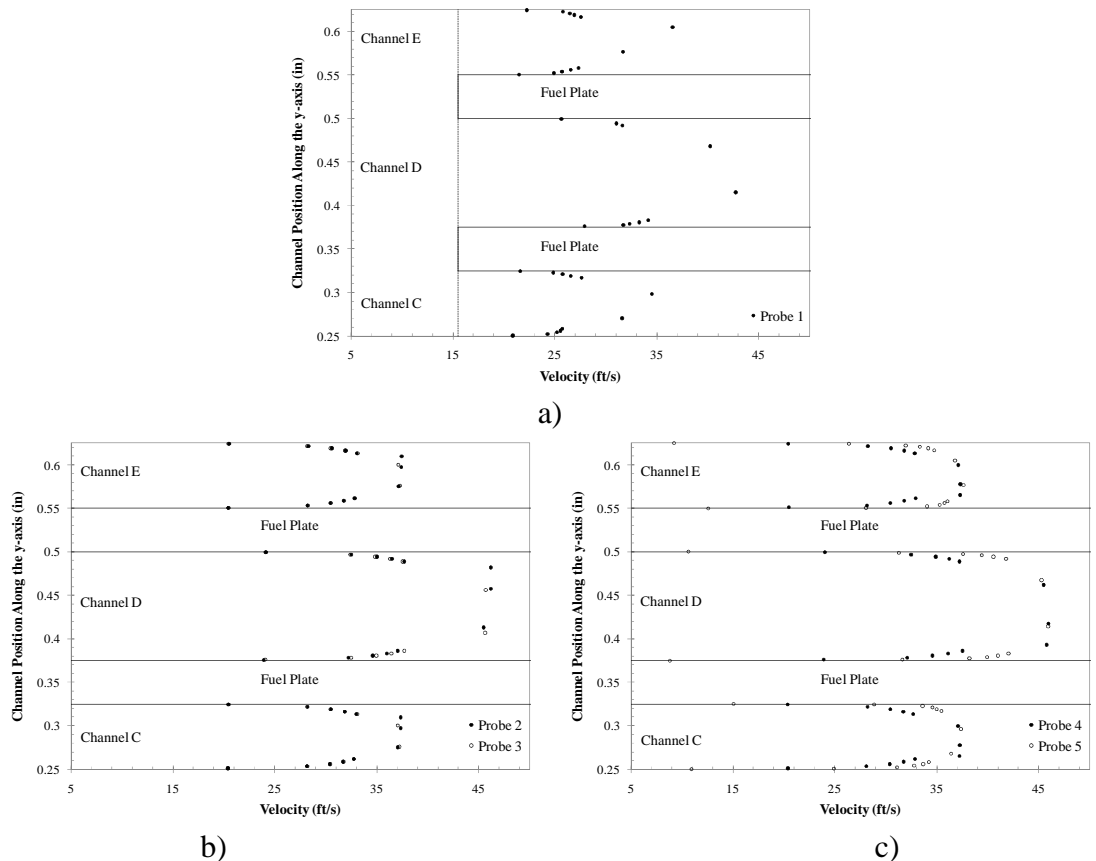 Channel Position Along the y-axis (in)
0.6
0.55
0.5
0.45
0.4
0.35
0.3
0.25
Channel E
Fuel Plate
Channel D
Fuel Plate
Channel C
Probe 1
5 15 25 35 45
Velocity (ft/s)
a)
Channel Position Along the y-axis (in)
0.6
0.55
0.5
0.45
0.4
0.35
0.3
0.25
Channel E
Fuel Plate
Channel D
Fuel Plate
Channel C
Probe 2
Probe 3
5 15 25 35 45
Velocity (ft/s)
b)
Channel Position Along the y-axis (in)
0.6
0.55
0.5
0.45
0.4
0.35
0.3
0.25
Channel E
Fuel Plate
Channel D
Fuel Plate
Channel C
Probe 4
Probe 5
5 15 25 35 45
Velocity (ft/s)
c)